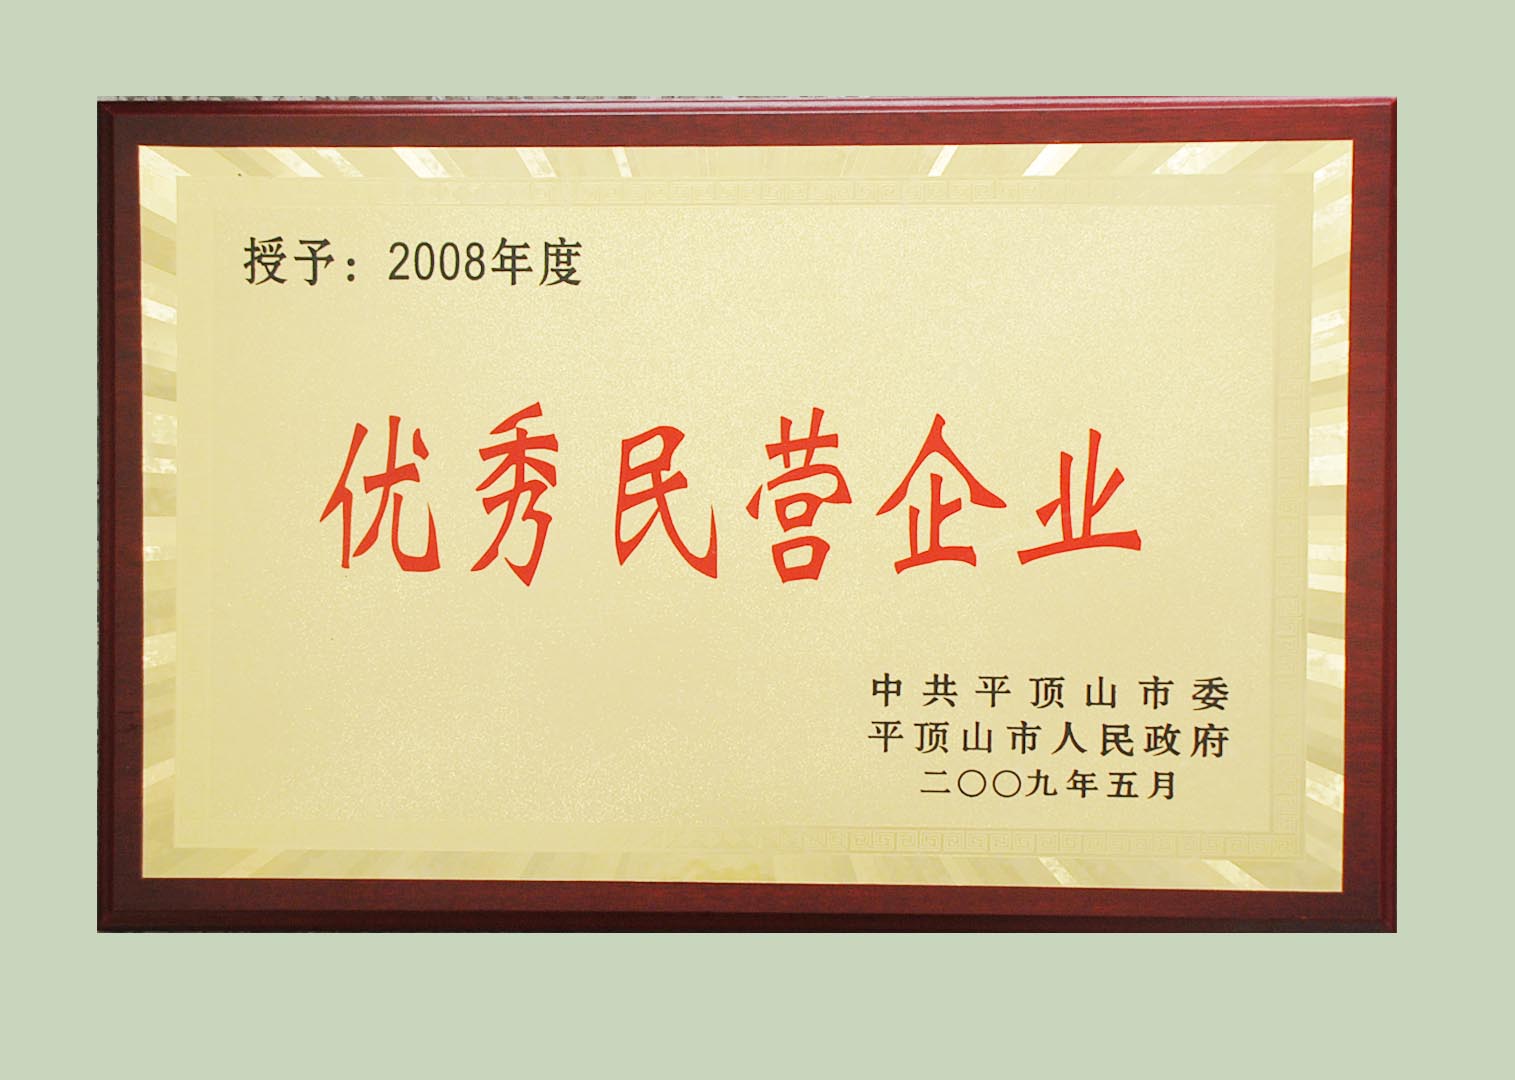 授予：2008年度
优秀民营企业
中共平顶山市委
平顶山市人民政府
二〇〇九年五月